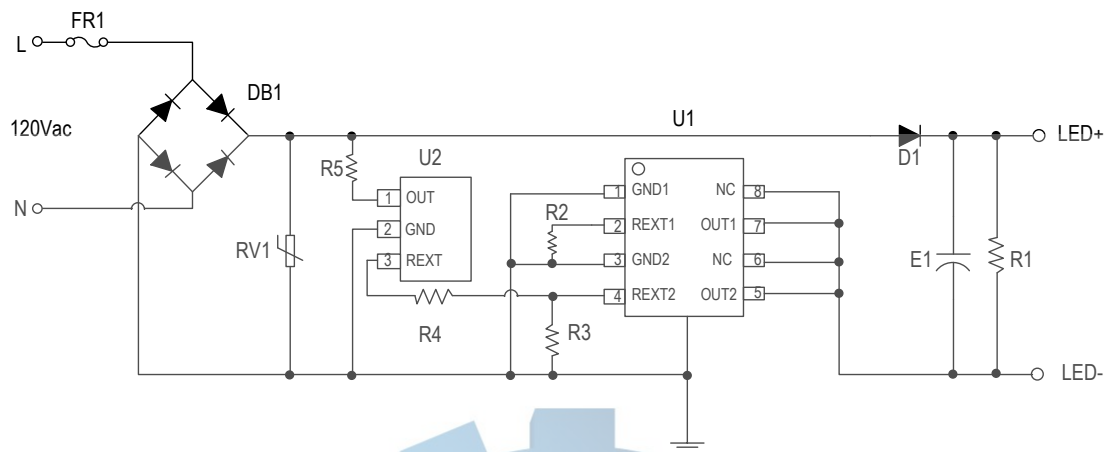 FR1
L
DB1
120Vac
U1
LED+
D1
U2
R5
1 OUT
2 GND
3 REXT
R2
1 GND1
2 REXT1
3 GND2
4 REXT2
NC 8
OUT1 7
NC 6
OUT2 5
N
RV1
E1
R1
R4
R3
LED-